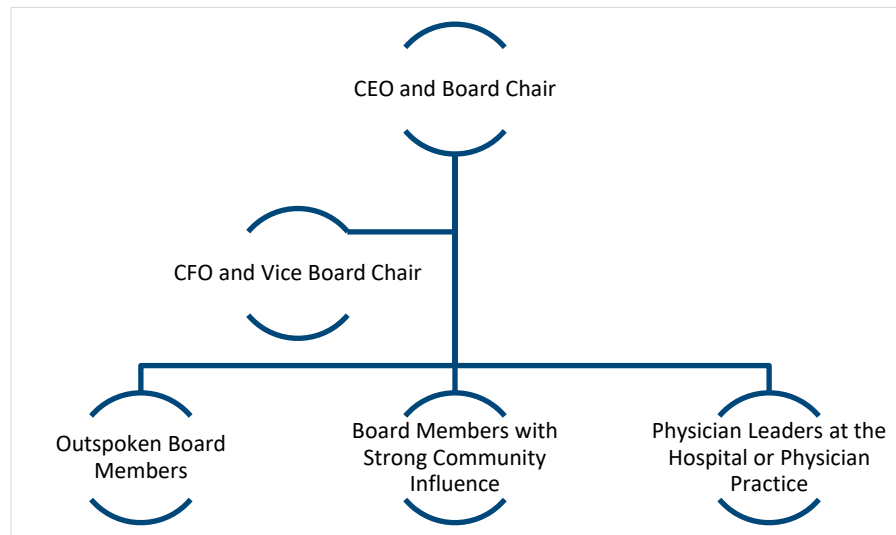 CEO and Board Chair
CFO and Vice Board Chair
Outspoken Board
Members
Board Members with
Strong Community
Influence
Physician Leaders at the
Hospital or Physician
Practice